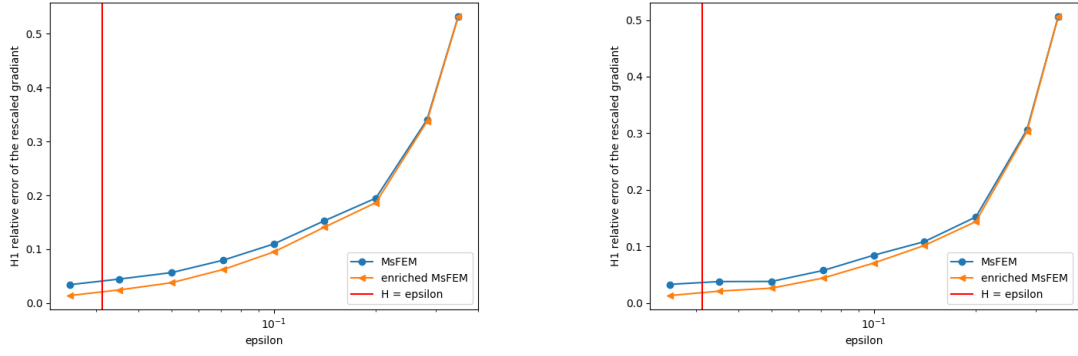 H1 relative error of the rescaled gradiant
0.5
0.4
0.3
0.2
0.1
0.0
MsFEM
enriched MsFEM
H = epsilon
10⁻¹
epsilon
H1 relative error of the rescaled gradiant
0.5
0.4
0.3
0.2
0.1
0.0
MsFEM
enriched MsFEM
H = epsilon
10⁻¹
epsilon